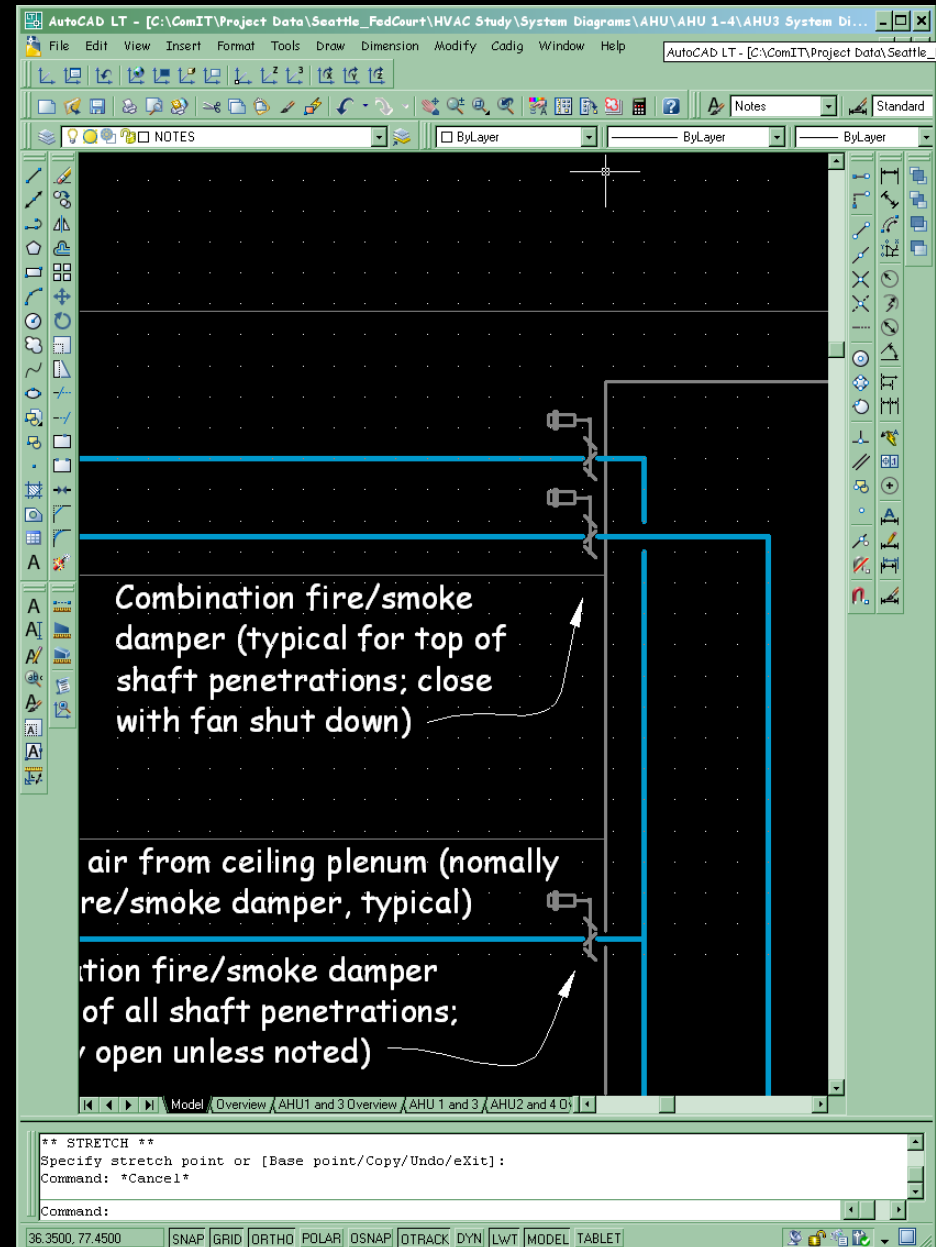 AutoCAD LT - [C:\ComIT\Project Data\Seattle_FedCourt\HVAC Study\System Diagrams\AHU\AHU 1-4\AHU3 System Di...
File Edit View Insert Format Tools Draw Dimension Modify Cadig Window Help
AutoCAD LT - [C:\ComIT\Project Data\Seattle_
Notes Standard
NOTES ByLayer ByLayer ByLayer
Combination fire/smoke
damper (typical for top of
shaft penetrations; close
with fan shut down)
air from ceiling plenum (nomally
re/smoke damper, typical)
tion fire/smoke damper
of all shaft penetrations;
y open unless noted)
Model Overview AHU1 and 3 Overview AHU 1 and 3 AHU2 and 4 Ov
** STRETCH **
Specify stretch point or [Base point/Copy/Undo/eXit]:
Command: *Cancel*
Command:
36.3500, 77.4500 SNAP GRID ORTHO POLAR OSNAP OTRACK DYN LWT MODEL TABLET